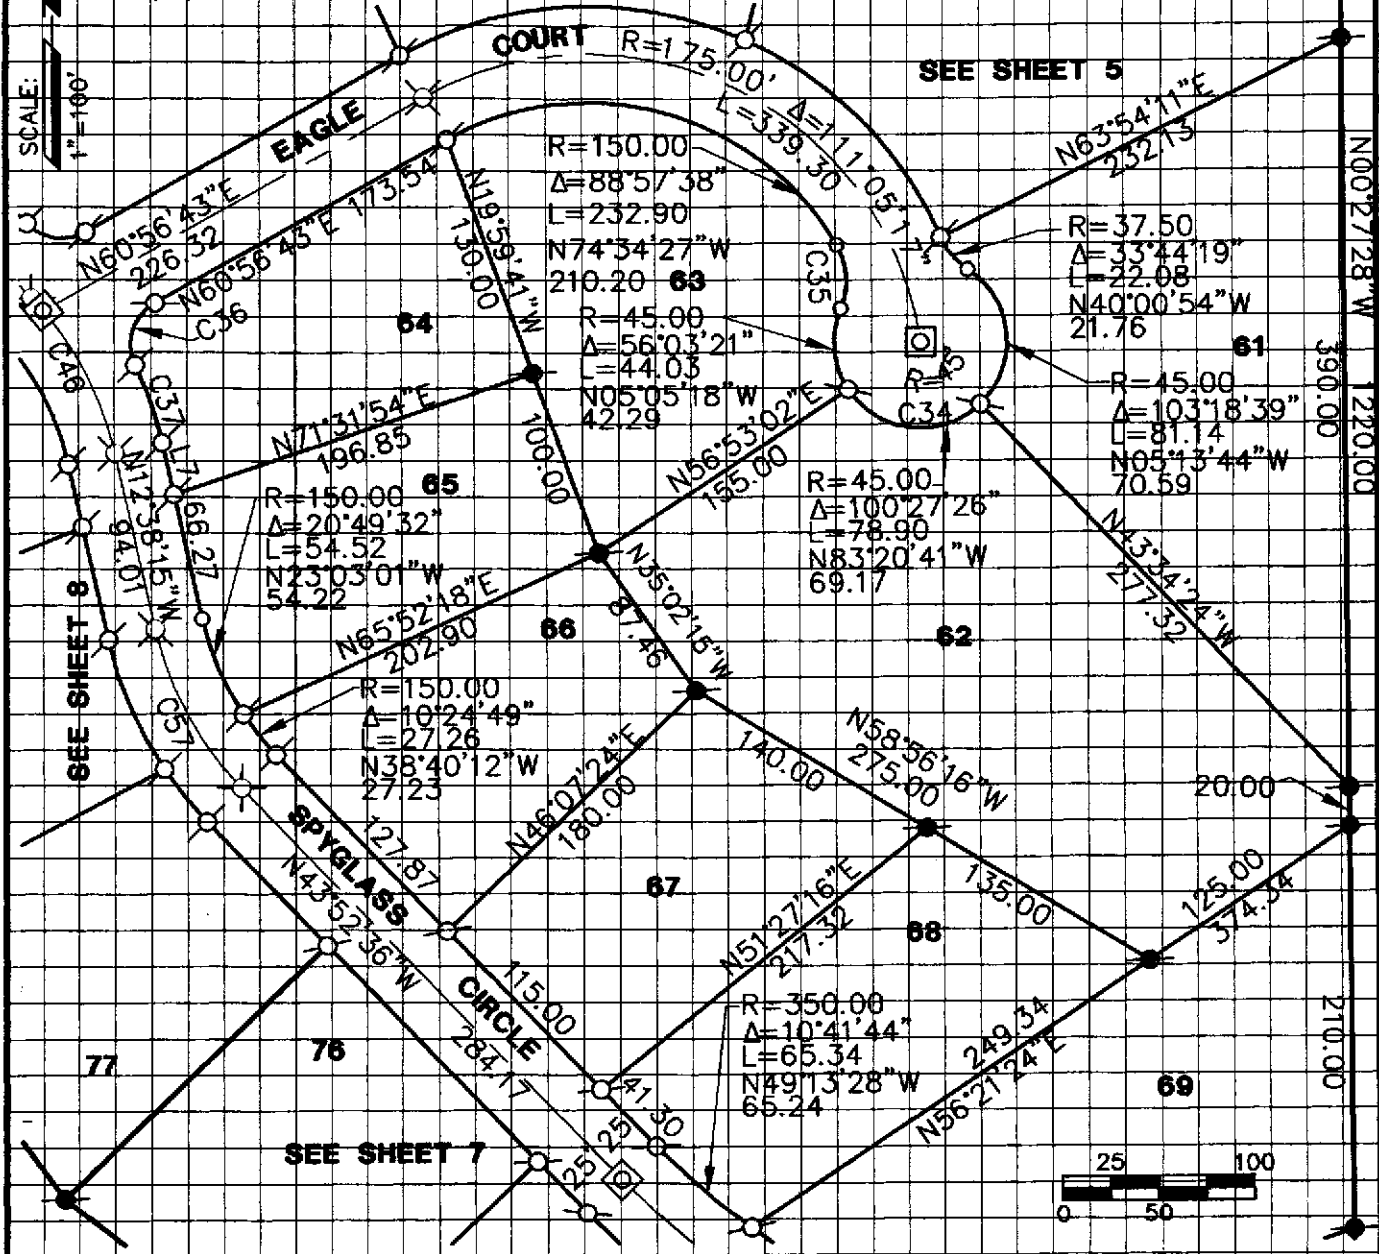 SCALE:
1"=100'
COURT
R=175.00'
Δ=111°05'17"
L=339.30
SEE SHEET 5
N63°54'11"E
232.13
N00°27'28"W
EAGLE
N60°56'43"E
226.32
N60°56'43"E 173.54
C36
N19°59'41"W
130.00
R=150.00
Δ=88°57'38"
L=232.90
N74°34'27"W
210.20
63
C35
R=37.50
Δ=33°44'19"
L=22.08
N40°00'54"W
21.76
61
64
R=45.00
Δ=56°03'21"
L=44.03
N05°05'18"W
42.29
R=45'
C34
390.00
1220.00
R=45.00
Δ=103°18'39"
L=81.14
N05°13'44"W
70.59
C46
C37
L7
N71°31'54"E
196.85
100.00
N56°53'02"E
155.00
65
R=150.00
Δ=20°49'32"
L=54.52
N23°03'01"W
54.22
66.27
N12°38'15"W
94.01
R=45.00
Δ=100°27'26"
L=78.90
N83°20'41"W
69.17
N43°34'24"W
277.32
SEE SHEET 8
N65°52'18"E
202.90
66
N35°02'15"W
87.46
62
R=150.00
Δ=10°24'49"
L=27.26
N38°40'12"W
27.23
C57
N58°56'16"W
275.00
140.00
20.00
N46°07'24"E
180.00
SPYGLASS
127.87
N43°52'36"W
284.17
67
N51°27'16"E
217.32
135.00
125.00
374.34
68
CIRCLE
115.00
R=350.00
Δ=10°41'44"
L=65.34
N49°13'28"W
65.24
249.34
N56°21'24"E
210.00
77
76
69
41.30
25'
25'
SEE SHEET 7
25
100
0
50